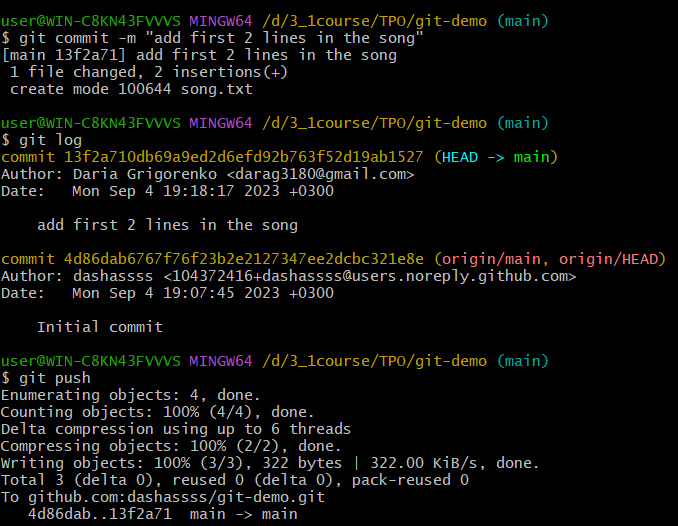 user@WIN-C8KN43FVVVS MINGW64 /d/3_1course/TPO/git-demo (main)
$ git commit -m "add first 2 lines in the song"
[main 13f2a71] add first 2 lines in the song
 1 file changed, 2 insertions(+)
 create mode 100644 song.txt

user@WIN-C8KN43FVVVS MINGW64 /d/3_1course/TPO/git-demo (main)
$ git log
commit 13f2a710db69a9ed2d6efd92b763f52d19ab1527 (HEAD -> main)
Author: Daria Grigorenko <darag3180@gmail.com>
Date:   Mon Sep 4 19:18:17 2023 +0300

    add first 2 lines in the song

commit 4d86dab6767f76f23b2e2127347ee2dcbc321e8e (origin/main, origin/HEAD)
Author: dashassss <104372416+dashassss@users.noreply.github.com>
Date:   Mon Sep 4 19:07:45 2023 +0300

    Initial commit

user@WIN-C8KN43FVVVS MINGW64 /d/3_1course/TPO/git-demo (main)
$ git push
Enumerating objects: 4, done.
Counting objects: 100% (4/4), done.
Delta compression using up to 6 threads
Compressing objects: 100% (2/2), done.
Writing objects: 100% (3/3), 322 bytes | 322.00 KiB/s, done.
Total 3 (delta 0), reused 0 (delta 0), pack-reused 0
To github.com:dashassss/git-demo.git
   4d86dab..13f2a71  main -> main